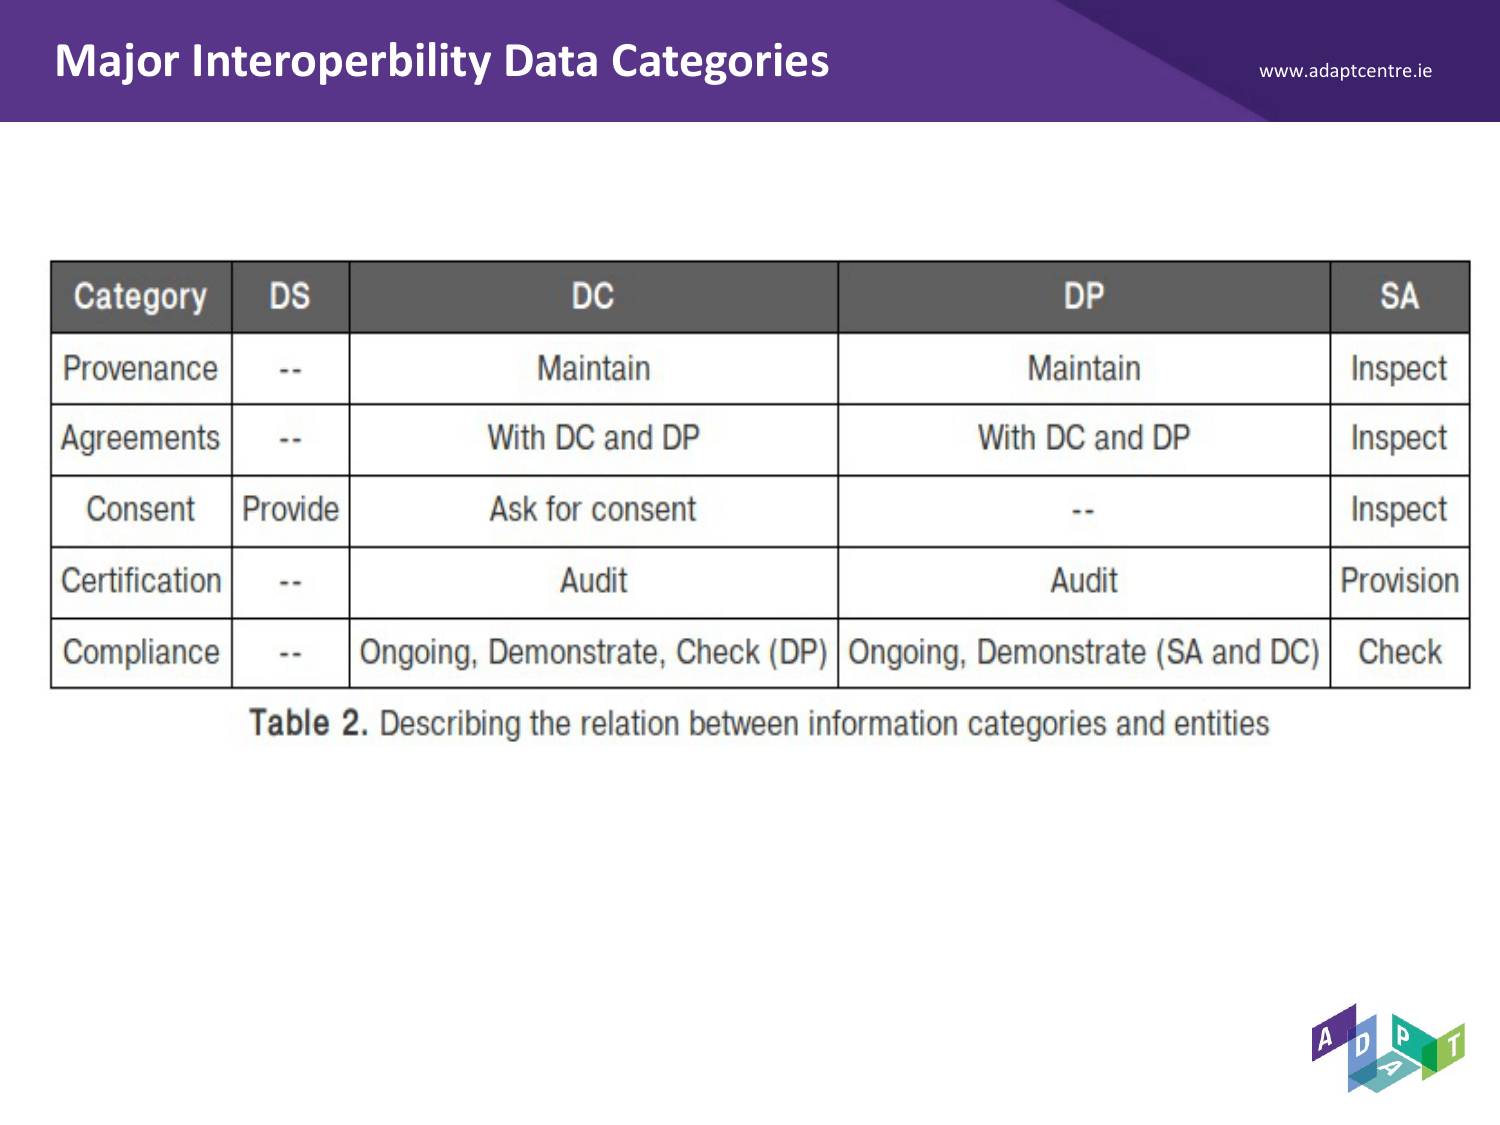 Major Interoperbility Data Categories
www.adaptcentre.ie
Category DS DC DP SA
Provenance -- Maintain Maintain Inspect
Agreements -- With DC and DP With DC and DP Inspect
Consent Provide Ask for consent -- Inspect
Certification -- Audit Audit Provision
Compliance -- Ongoing, Demonstrate, Check (DP) Ongoing, Demonstrate (SA and DC) Check
Table 2. Describing the relation between information categories and entities
ADAPT